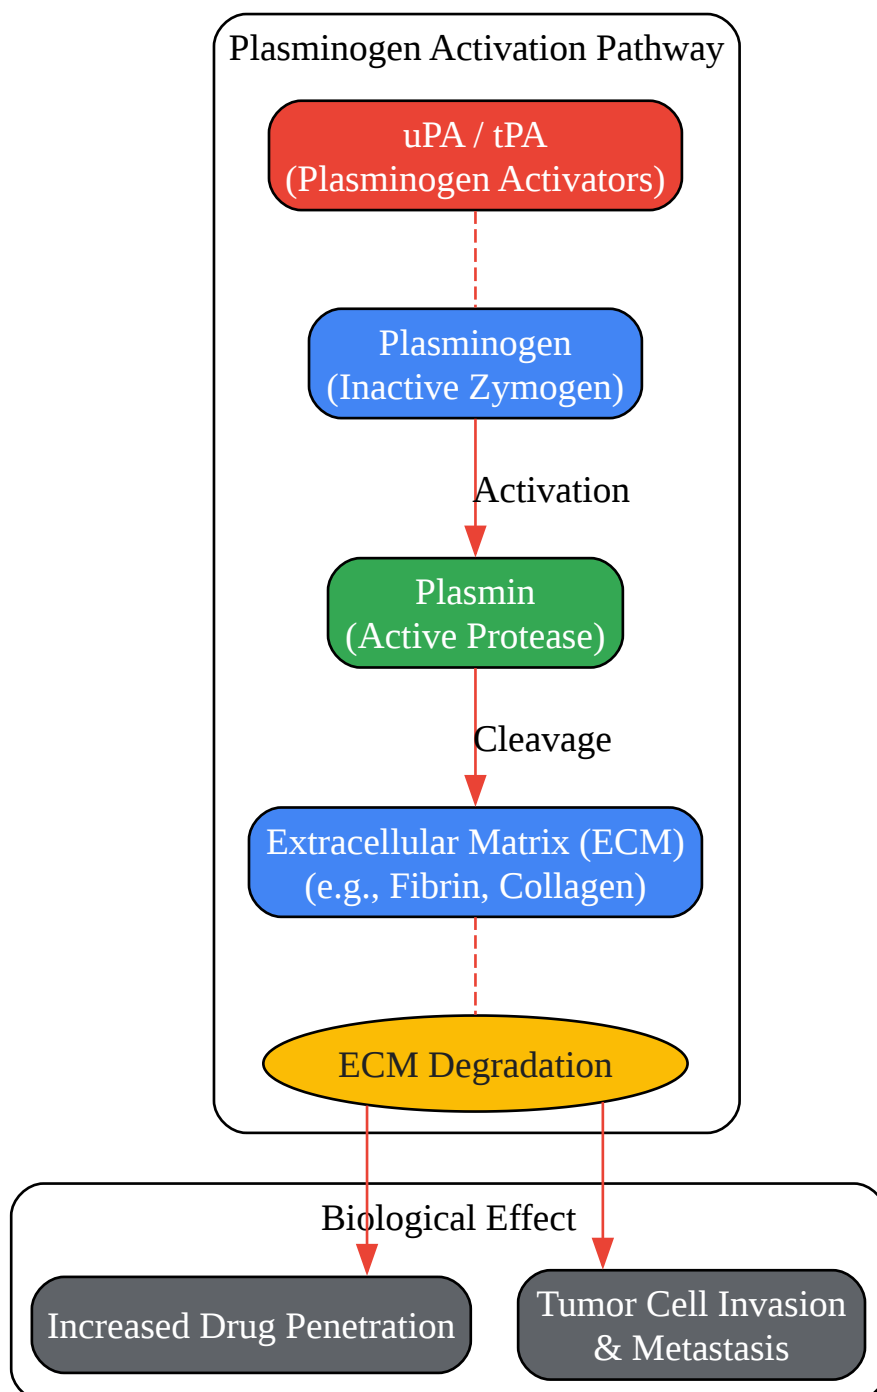 Plasminogen Activation Pathway
uPA / tPA
(Plasminogen Activators)
Plasminogen
(Inactive Zymogen)
Activation
Plasmin
(Active Protease)
Cleavage
Extracellular Matrix (ECM)
(e.g., Fibrin, Collagen)
ECM Degradation
Biological Effect
Increased Drug Penetration
Tumor Cell Invasion
& Metastasis